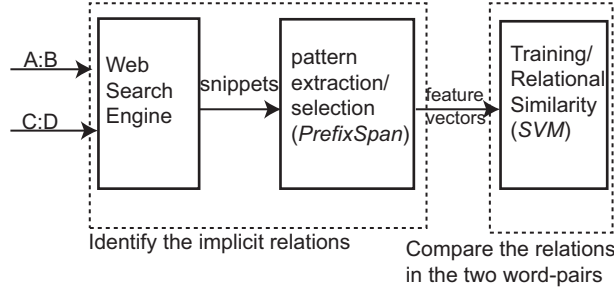 A:B
C:D
Web
Search
Engine
snippets
pattern
extraction/
selection
(PrefixSpan)
feature
vectors
Training/
Relational
Similarity
(SVM)
Identify the implicit relations
Compare the relations
in the two word-pairs